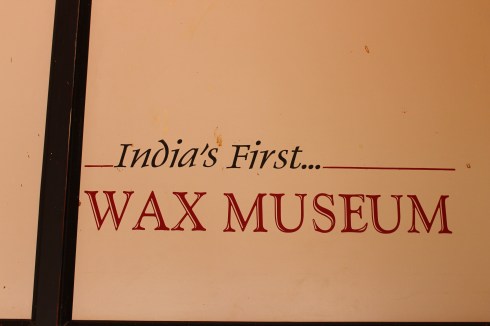 India's First...
WAX MUSEUM